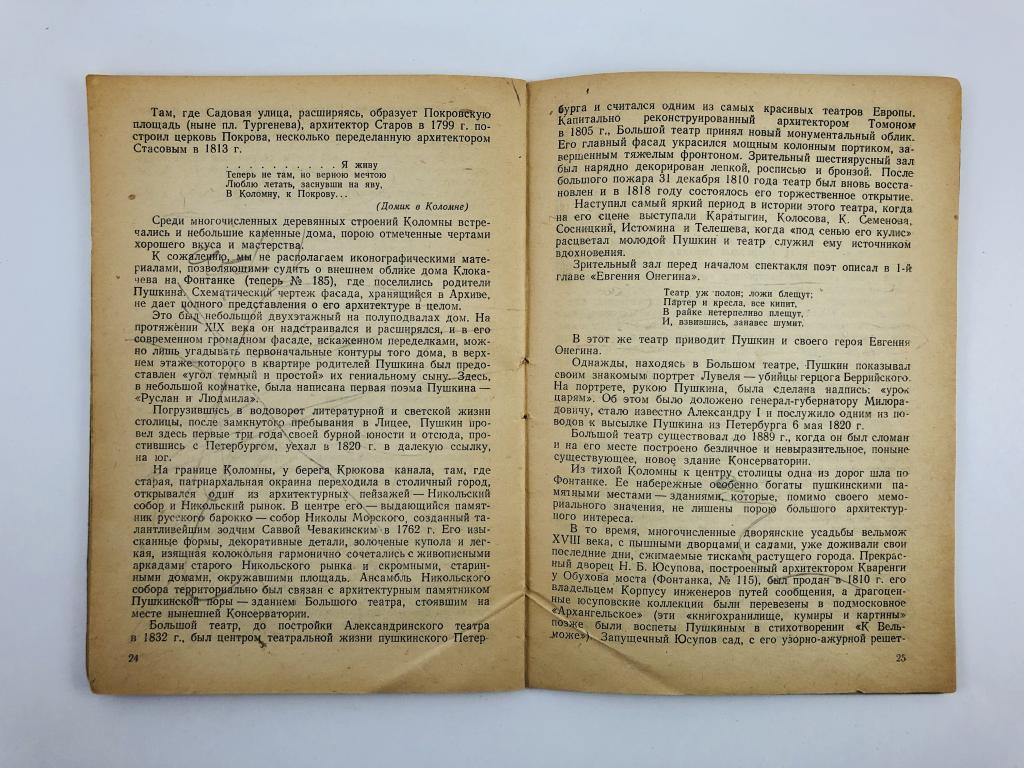 Там, где Садовая улица, расширяясь, образует Покровскую
площадь (ныне пл. Тургенева), архитектор Старов в 1799 г. по-
строил церковь Покрова, несколько переделанную архитектором
Стасовым в 1813 г.
. . . . . . . . . . Я живу
Теперь не там, но верною мечтою
Люблю летать, заснувши на яву,
В Коломну, к Покрову...
(Домик в Коломне)
Среди многочисленных деревянных строений Коломны встре-
чались и небольшие каменные дома, порою отмеченные чертами
хорошего вкуса и мастерства.
К сожалению, мы не располагаем иконографическими мате-
риалами, позволяющими судить о внешнем облике дома Клока-
чева на Фонтанке (теперь № 185), где поселились родители
Пушкина. Схематический чертеж фасада, хранящийся в Архиве,
не дает полного представления о его архитектуре в целом.
Это был небольшой двухэтажный на полуподвалах дом. На
протяжении XIX века он надстраивался и расширялся, и в его
современном громадном фасаде, искаженном переделками, мож-
но лишь угадывать первоначальные контуры того дома, в верх-
нем этаже которого в квартире родителей Пушкина был предо-
ставлен «угол темный и простой» их гениальному сыну. Здесь,
в небольшой комнатке, была написана первая поэма Пушкина —
«Руслан и Людмила».
Погрузившись в водоворот литературной и светской жизни
столицы, после замкнутого пребывания в Лицее, Пушкин про-
вел здесь первые три года своей бурной юности и отсюда, про-
стившись с Петербургом, уехал в 1820 г. в далекую ссылку,
на юг.
На границе Коломны, у берега Крюкова канала, там, где
старая, патриархальная окраина переходила в столичный город,
открывался один из архитектурных пейзажей — Никольский
собор и Никольский рынок. В центре его — выдающийся памят-
ник русского барокко — собор Николы Морского, созданный та-
лантливейшим зодчим Саввой Чевакинским в 1762 г. Его изы-
сканные формы, декоративные детали, золоченые купола и лег-
кая, изящная колокольня гармонично сочетались с живописными
аркадами старого Никольского рынка и скромными, старин-
ными домами, окружавшими площадь. Ансамбль Никольского
собора территориально был связан с архитектурным памятником
Пушкинской поры — зданием Большого театра, стоявшим на
месте нынешней Консерватории.
Большой театр, до постройки Александринского театра
в 1832 г., был центром театральной жизни пушкинского Петер-
24
бурга и считался одним из самых красивых театров Европы.
Капитально реконструированный архитектором Томоном
в 1805 г., Большой театр принял новый монументальный облик.
Его главный фасад украсился мощным колонным портиком, за-
вершенным тяжелым фронтоном. Зрительный шестиярусный зал
был нарядно декорирован лепкой, росписью и бронзой. После
большого пожара 31 декабря 1810 года театр был вновь восста-
новлен и в 1818 году состоялось его торжественное открытие.
Наступил самый яркий период в истории этого театра, когда
на его сцене выступали Каратыгин, Колосова, К. Семенова,
Сосницкий, Истомина и Телешева, когда «под сенью его кулис»
расцветал молодой Пушкин и театр служил ему источником
вдохновения.
Зрительный зал перед началом спектакля поэт описал в 1-й
главе «Евгения Онегина».
Театр уж полон; ложи блещут;
Партер и кресла, все кипит,
В райке нетерпеливо плещут,
И, взвившись, занавес шумит.
В этот же театр приводит Пушкин и своего героя Евгения
Онегина.
Однажды, находясь в Большом театре, Пушкин показывал
своим знакомым портрет Лувеля — убийцы герцога Беррийского.
На портрете, рукою Пушкина, была сделана надпись: «урок
царям». Об этом было доложено генерал-губернатору Милора-
довичу, стало известно Александру I и послужило одним из по-
водов к высылке Пушкина из Петербурга 6 мая 1820 г.
Большой театр существовал до 1889 г., когда он был сломан
и на его месте построено безличное и невыразительное, поныне
существующее, новое здание Консерватории.
Из тихой Коломны к центру столицы одна из дорог шла по
Фонтанке. Ее набережные особенно богаты пушкинскими па-
мятными местами — зданиями, которые, помимо своего мемо-
риального значения, не лишены порою большого архитектур-
ного интереса.
В то время, многочисленные дворянские усадьбы вельмож
XVIII века, с пышными дворцами и садами, уже доживали свои
последние дни, сжимаемые тисками растущего города. Прекрас-
ный дворец Н. Б. Юсупова, построенный архитектором Кваренги
у Обухова моста (Фонтанка, № 115), был продан в 1810 г. его
владельцем Корпусу инженеров путей сообщения, а драгоцен-
ные юсуповские коллекции были перевезены в подмосковное
«Архангельское» (эти «книгохранилище, кумиры и картины»
позже были воспеты Пушкиным в стихотворении «К Вель-
може»). Запущенный Юсупов сад, с его узорно-ажурной решет-
25